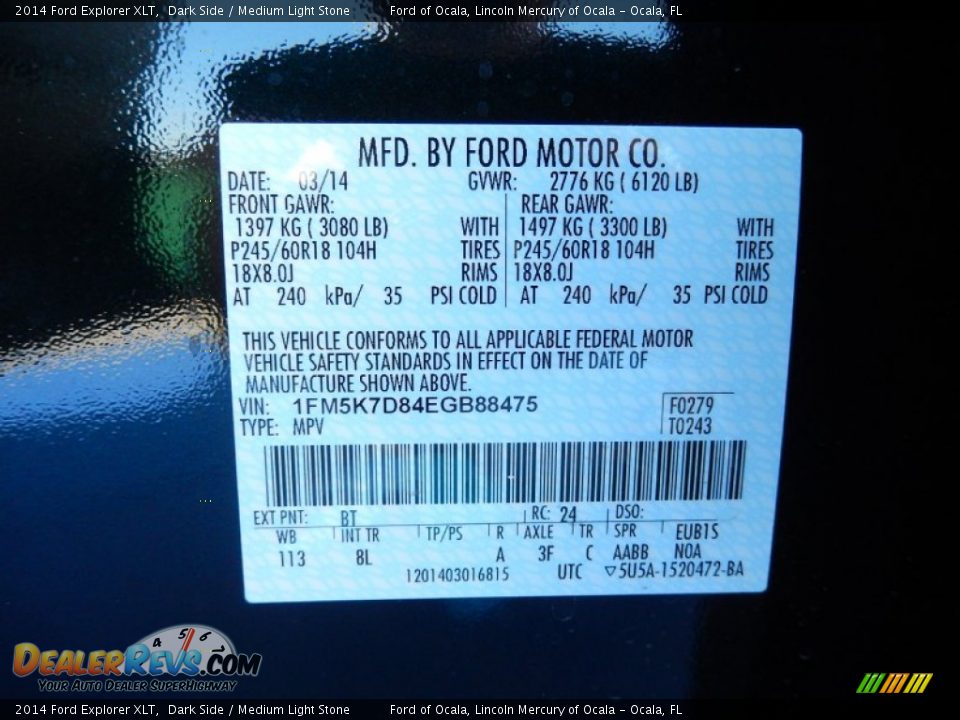 2014 Ford Explorer XLT, Dark Side / Medium Light Stone Ford of Ocala, Lincoln Mercury of Ocala - Ocala, FL
MFD. BY FORD MOTOR CO.
DATE: 03/14 GVWR: 2776 KG ( 6120 LB)
FRONT GAWR: REAR GAWR:
1397 KG ( 3080 LB) WITH 1497 KG ( 3300 LB) WITH
P245/60R18 104H TIRES P245/60R18 104H TIRES
18X8.0J RIMS 18X8.0J RIMS
AT 240 kPa/ 35 PSI COLD AT 240 kPa/ 35 PSI COLD
THIS VEHICLE CONFORMS TO ALL APPLICABLE FEDERAL MOTOR
VEHICLE SAFETY STANDARDS IN EFFECT ON THE DATE OF
MANUFACTURE SHOWN ABOVE.
VIN: 1FM5K7D84EGB88475 F0279
TYPE: MPV T0243
EXT PNT: BT RC: 24 DSO:
WB INT TR TP/PS R AXLE TR SPR EUB1S
113 8L A 3F C AABB NOA
1201403016815 UTC ▽5U5A-1520472-BA
4 5 6
DEALERREVS.COM
YOUR AUTO DEALER SUPERHIGHWAY
2014 Ford Explorer XLT, Dark Side / Medium Light Stone Ford of Ocala, Lincoln Mercury of Ocala - Ocala, FL